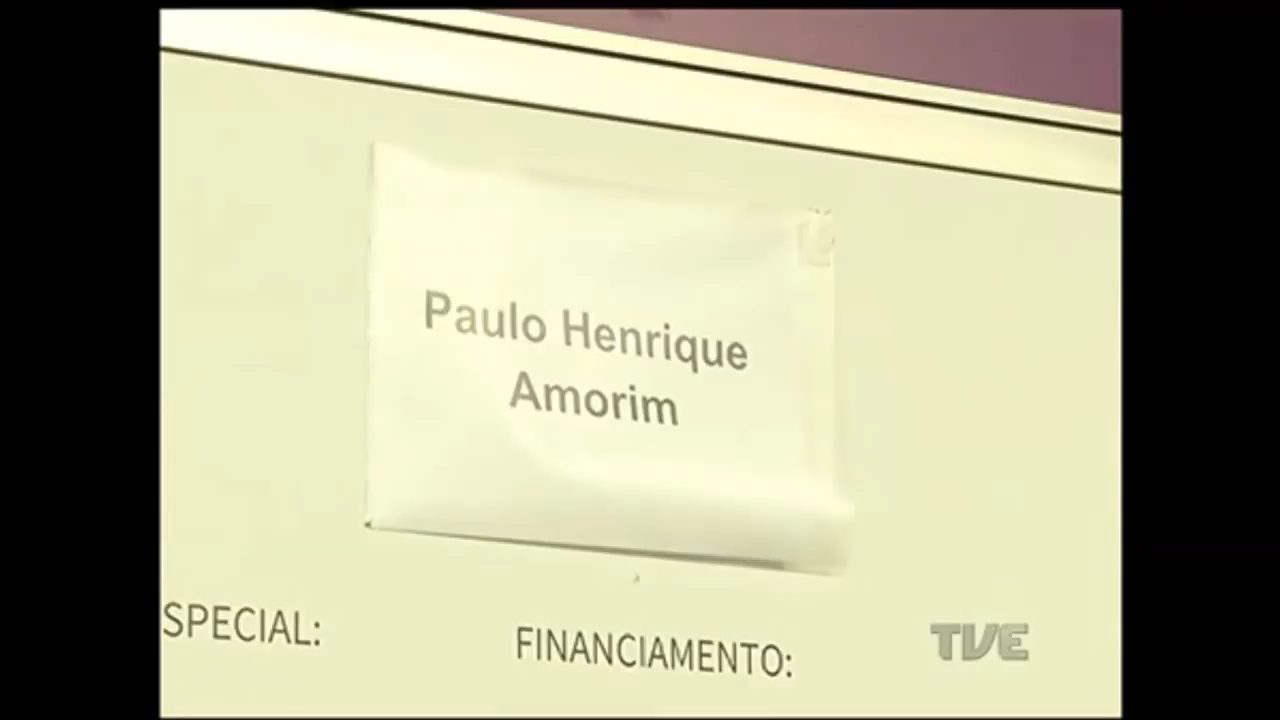 Paulo Henrique
Amorim
SPECIAL:
FINANCIAMENTO:
TVE